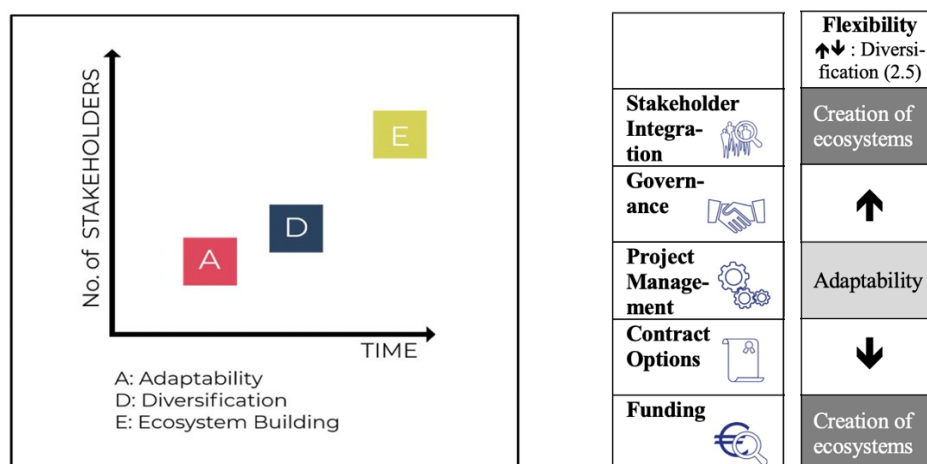 No. of STAKEHOLDERS
E
D
A
TIME
A: Adaptability
D: Diversification
E: Ecosystem Building
Flexibility
: Diversi-
fication (2.5)
Stakeholder
Integra-
tion
Creation of
ecosystems
Govern-
ance
Project
Manage-
ment
Adaptability
Contract
Options
Funding
€
Creation of
ecosystems